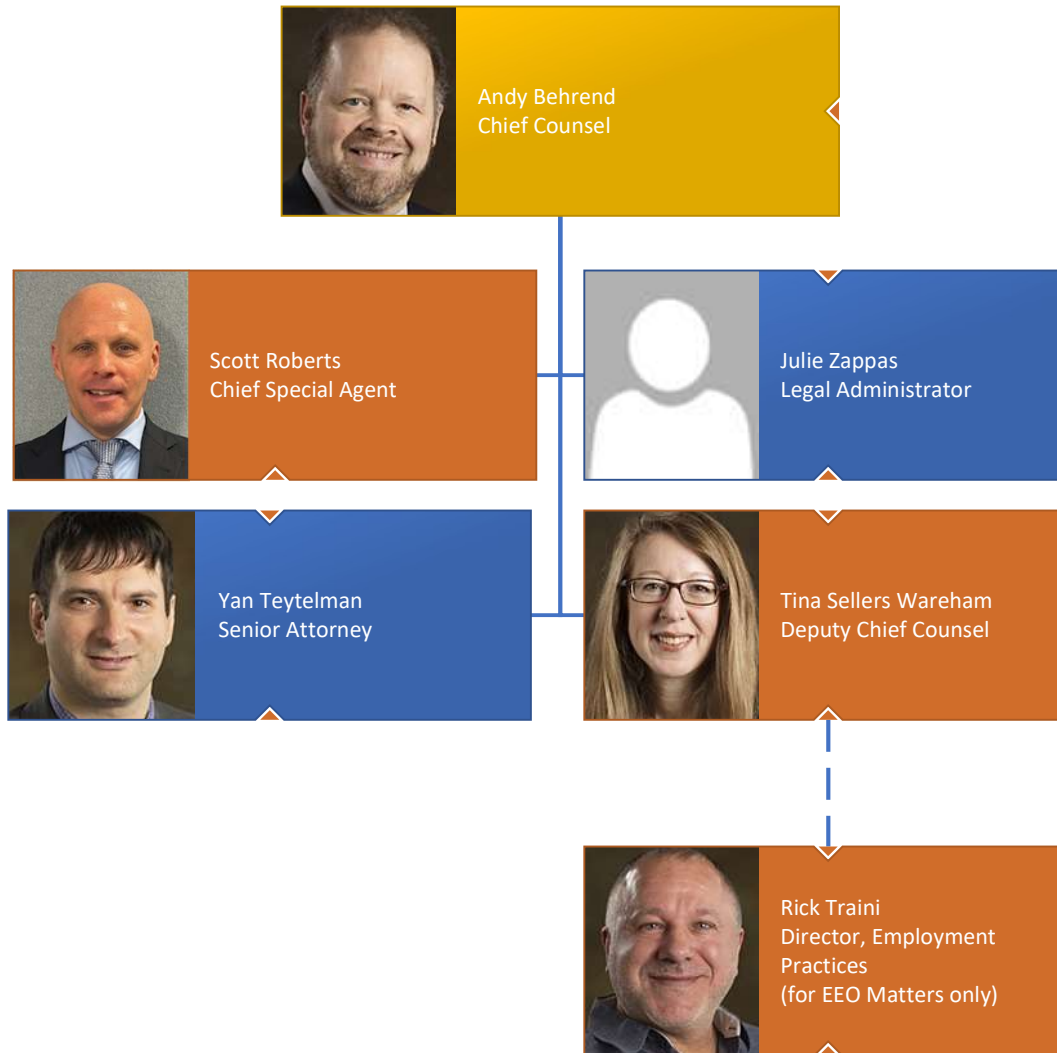 Andy Behrend
Chief Counsel
Scott Roberts
Chief Special Agent
Julie Zappas
Legal Administrator
Yan Teytelman
Senior Attorney
Tina Sellers Wareham
Deputy Chief Counsel
Rick Traini
Director, Employment
Practices
(for EEO Matters only)